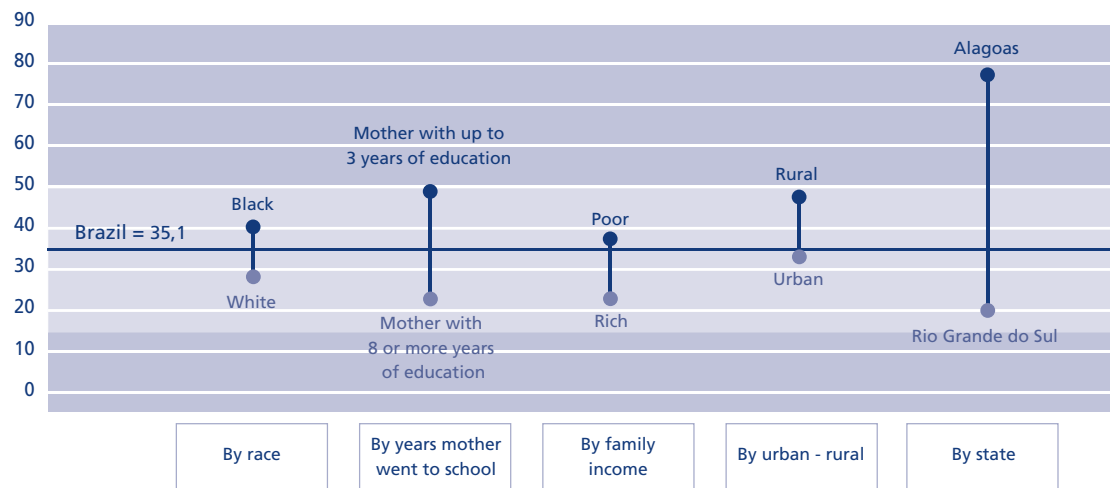 90
80
70
60
50
40
30
20
10
0
Brazil = 35,1
Black
White
Mother with up to
3 years of education
Mother with
8 or more years
of education
Poor
Rich
Rural
Urban
Alagoas
Rio Grande do Sul
By race
By years mother
went to school
By family
income
By urban - rural
By state